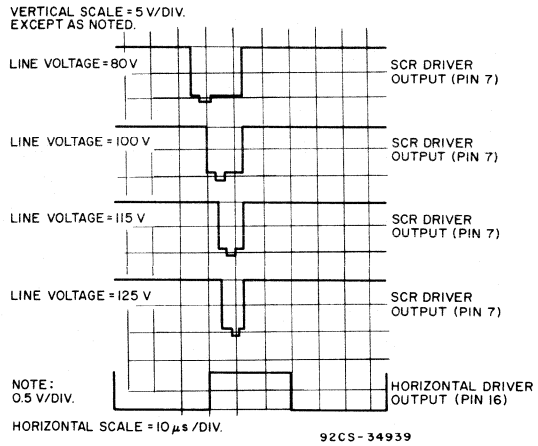 VERTICAL SCALE = 5 V/DIV.
EXCEPT AS NOTED.
LINE VOLTAGE = 80 V
SCR DRIVER
OUTPUT (PIN 7)
LINE VOLTAGE = 100 V
SCR DRIVER
OUTPUT (PIN 7)
LINE VOLTAGE = 115 V
SCR DRIVER
OUTPUT (PIN 7)
LINE VOLTAGE = 125 V
SCR DRIVER
OUTPUT (PIN 7)
NOTE:
0.5 V/DIV.
HORIZONTAL DRIVER
OUTPUT (PIN 16)
HORIZONTAL SCALE = 10 µs /DIV.
92CS-34939